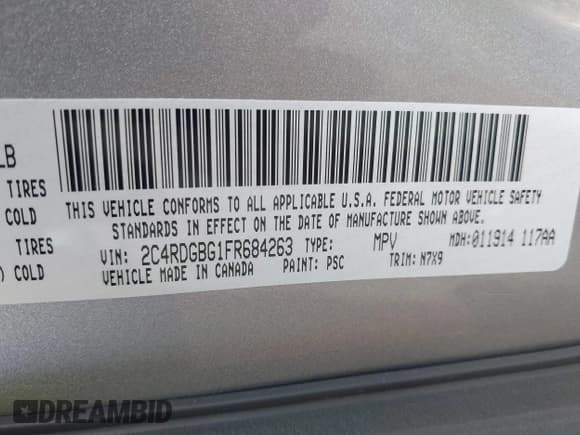 LB
TIRES
COLD
THIS VEHICLE CONFORMS TO ALL APPLICABLE U.S.A. FEDERAL MOTOR VEHICLE SAFETY
STANDARDS IN EFFECT ON THE DATE OF MANUFACTURE SHOWN ABOVE.
TIRES
VIN: 2C4RDGBG1FR684263 TYPE: MPV MDH:011914 117AA
) COLD
VEHICLE MADE IN CANADA PAINT: PSC TRIM: N7X9
DREAMBID